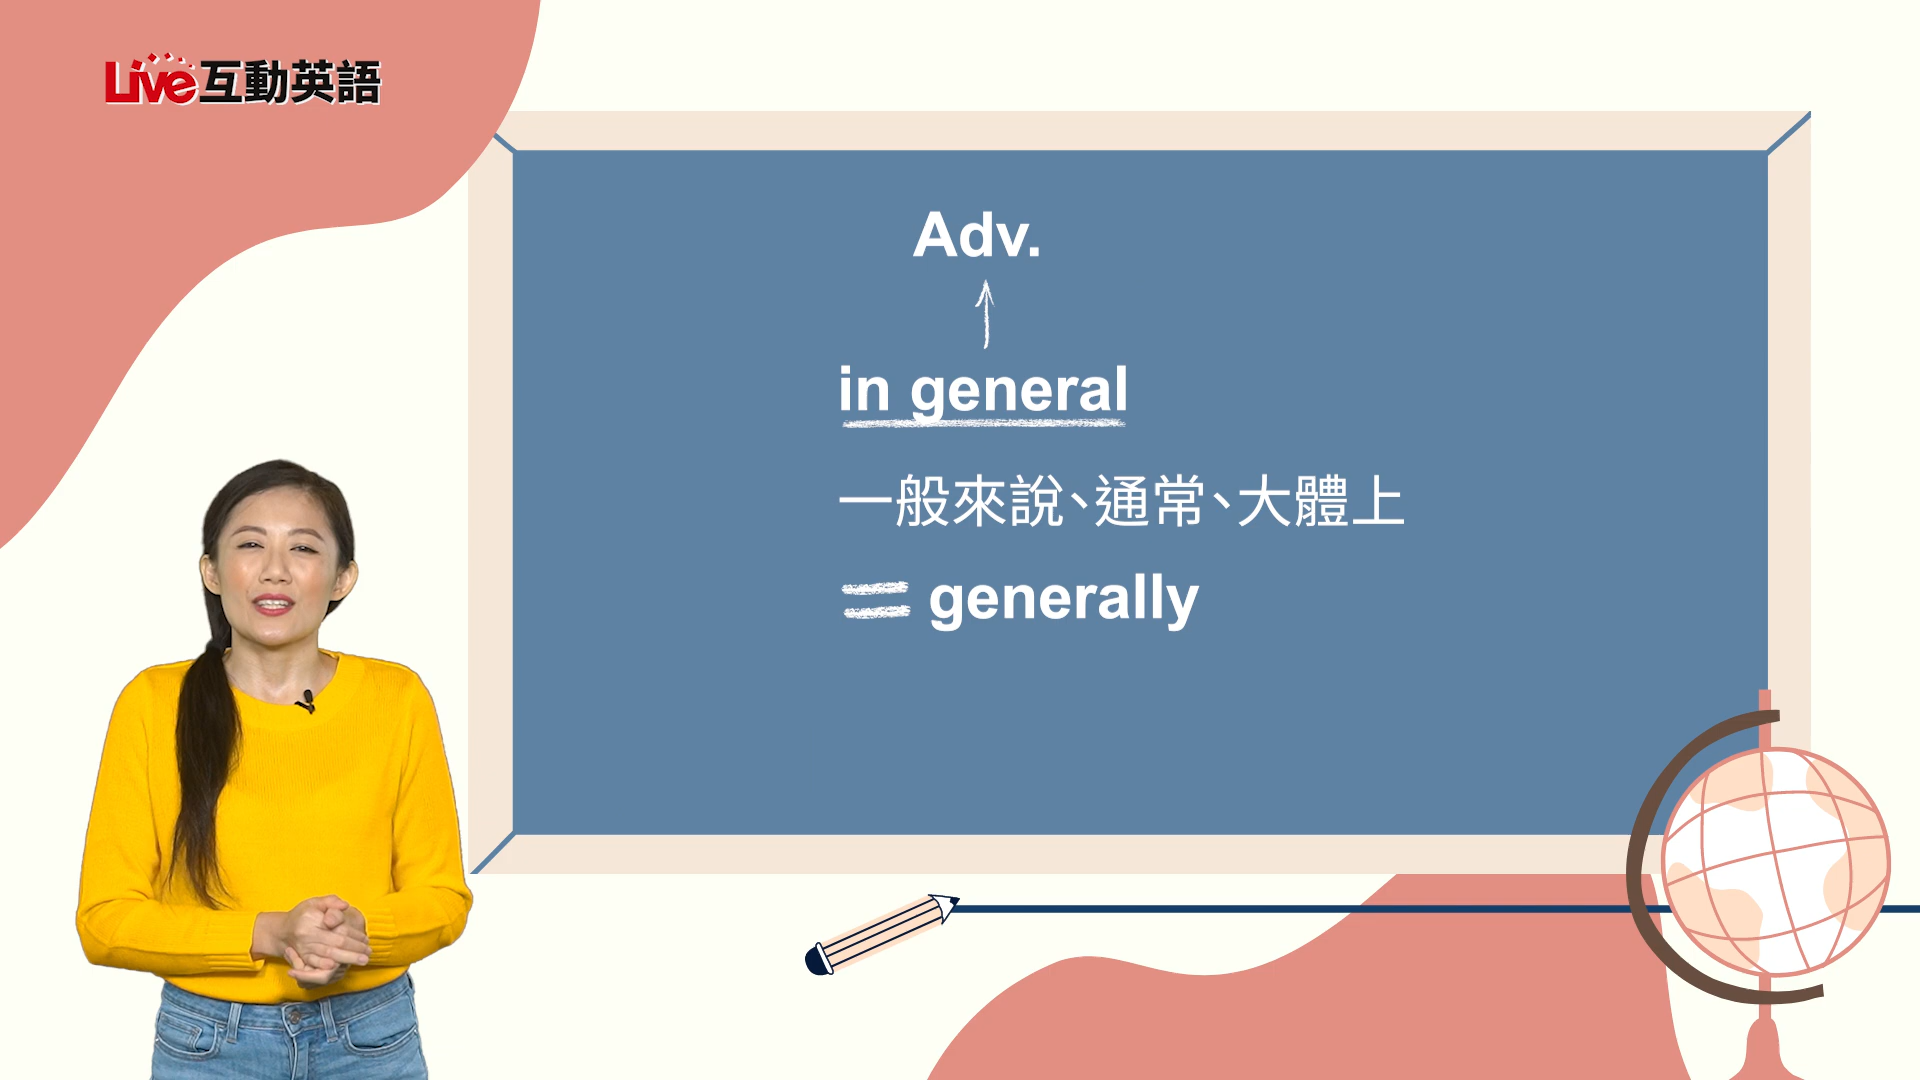 Live互動英語
Adv.
in general
一般來說、通常、大體上
= generally